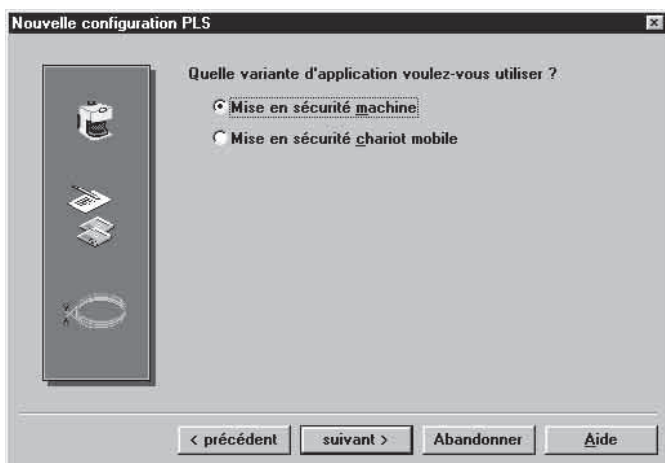 Nouvelle configuration PLS
Quelle variante d'application voulez-vous utiliser ?
Mise en sécurité machine
Mise en sécurité chariot mobile
< précédent suivant > Abandonner Aide